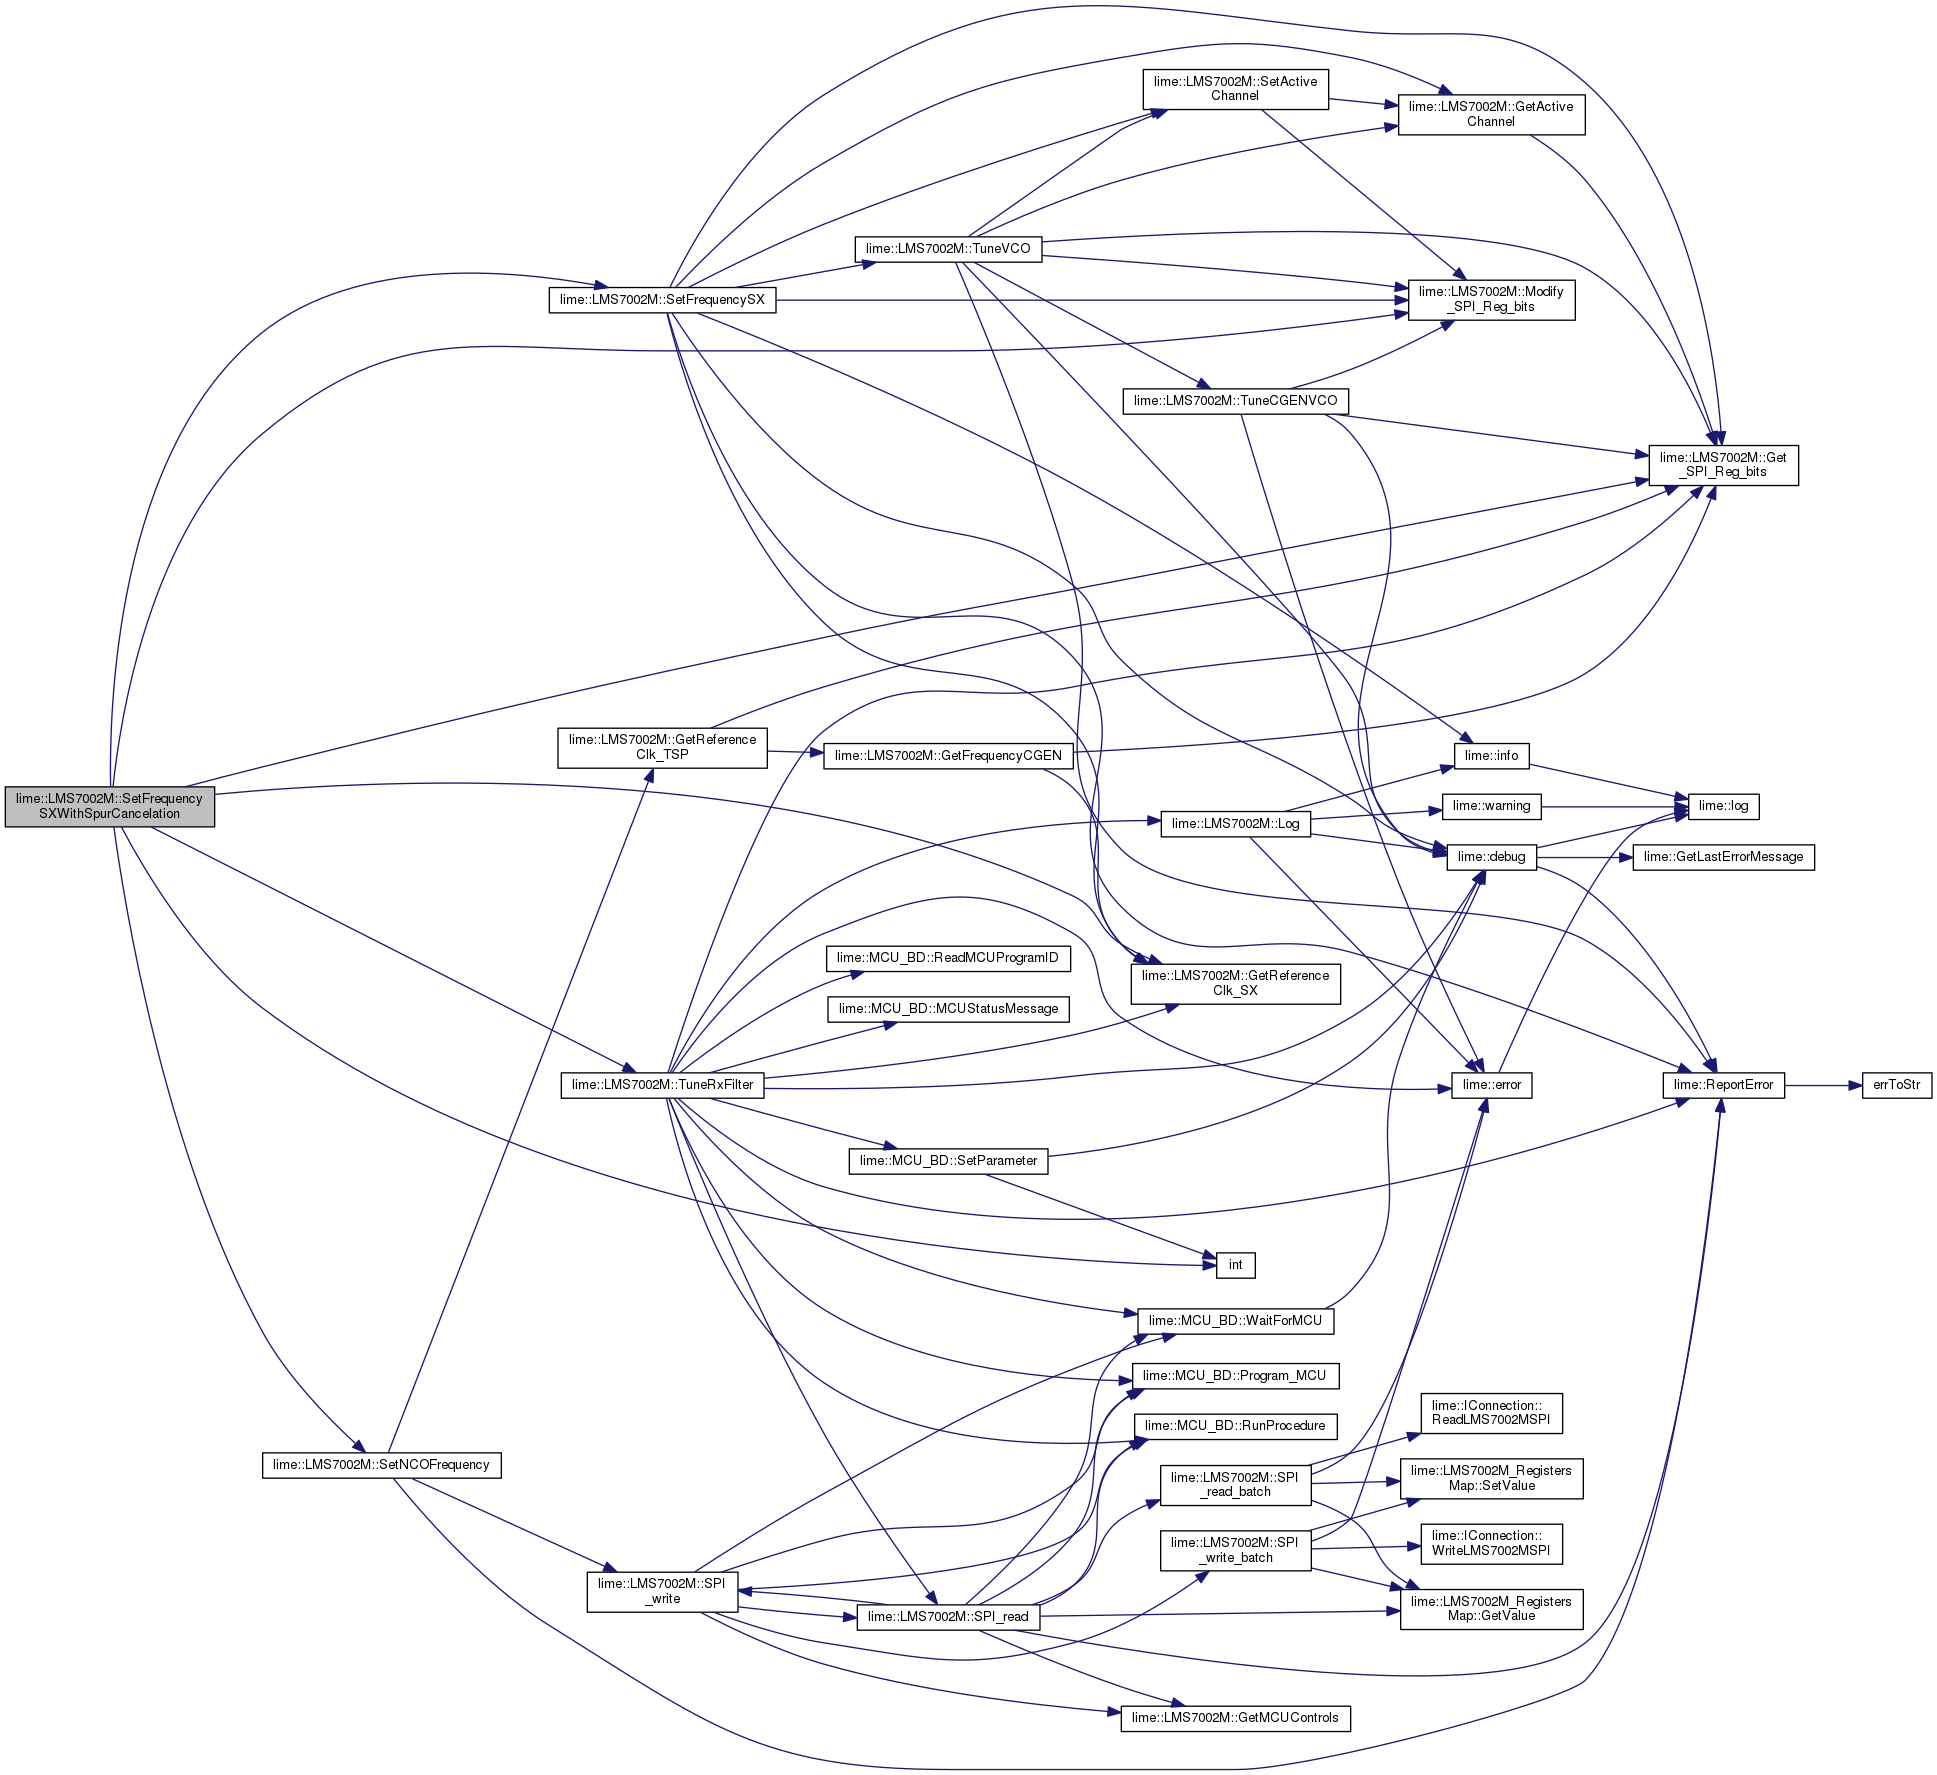 lime::LMS7002M::SetFrequency
SXWithSpurCancelation
lime::LMS7002M::SetFrequencySX
lime::LMS7002M::TuneVCO
lime::LMS7002M::SetActive
Channel
lime::LMS7002M::GetActive
Channel
lime::LMS7002M::Modify
_SPI_Reg_bits
lime::LMS7002M::TuneCGENVCO
lime::LMS7002M::Get
_SPI_Reg_bits
lime::LMS7002M::GetReference
Clk_TSP
lime::LMS7002M::GetFrequencyCGEN
lime::info
lime::LMS7002M::Log
lime::warning
lime::log
lime::debug
lime::GetLastErrorMessage
lime::MCU_BD::ReadMCUProgramID
lime::LMS7002M::GetReference
Clk_SX
lime::MCU_BD::MCUStatusMessage
lime::LMS7002M::TuneRxFilter
lime::error
lime::ReportError
errToStr
lime::MCU_BD::SetParameter
int
lime::MCU_BD::WaitForMCU
lime::MCU_BD::Program_MCU
lime::MCU_BD::RunProcedure
lime::IConnection::
ReadLMS7002MSPI
lime::LMS7002M::SetNCOFrequency
lime::LMS7002M::SPI
_read_batch
lime::LMS7002M_Registers
Map::SetValue
lime::LMS7002M::SPI
_write_batch
lime::IConnection::
WriteLMS7002MSPI
lime::LMS7002M::SPI
_write
lime::LMS7002M::SPI_read
lime::LMS7002M_Registers
Map::GetValue
lime::LMS7002M::GetMCUControls